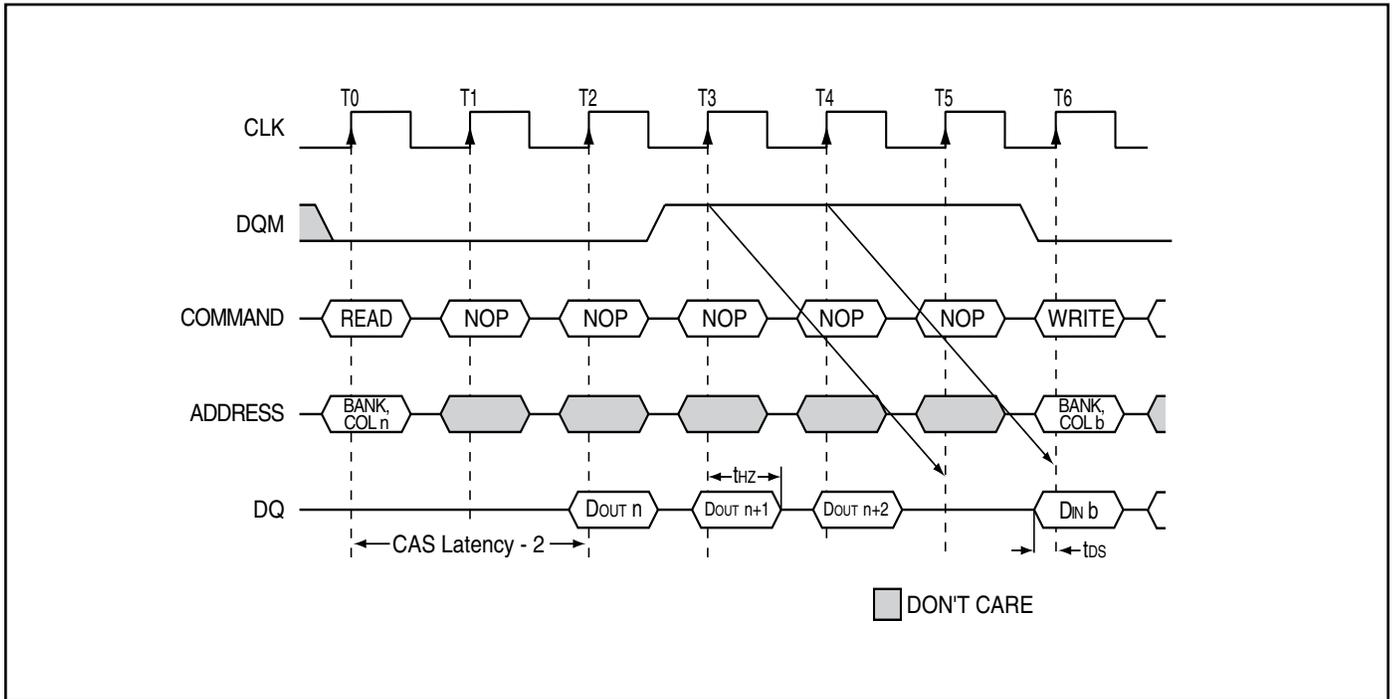 T0 T1 T2 T3 T4 T5 T6
CLK
DQM
COMMAND READ NOP NOP NOP NOP NOP WRITE
ADDRESS BANK, COL n BANK, COL b
tHZ
DQ DOUT n DOUT n+1 DOUT n+2 DIN b
CAS Latency - 2 tDS
DON'T CARE